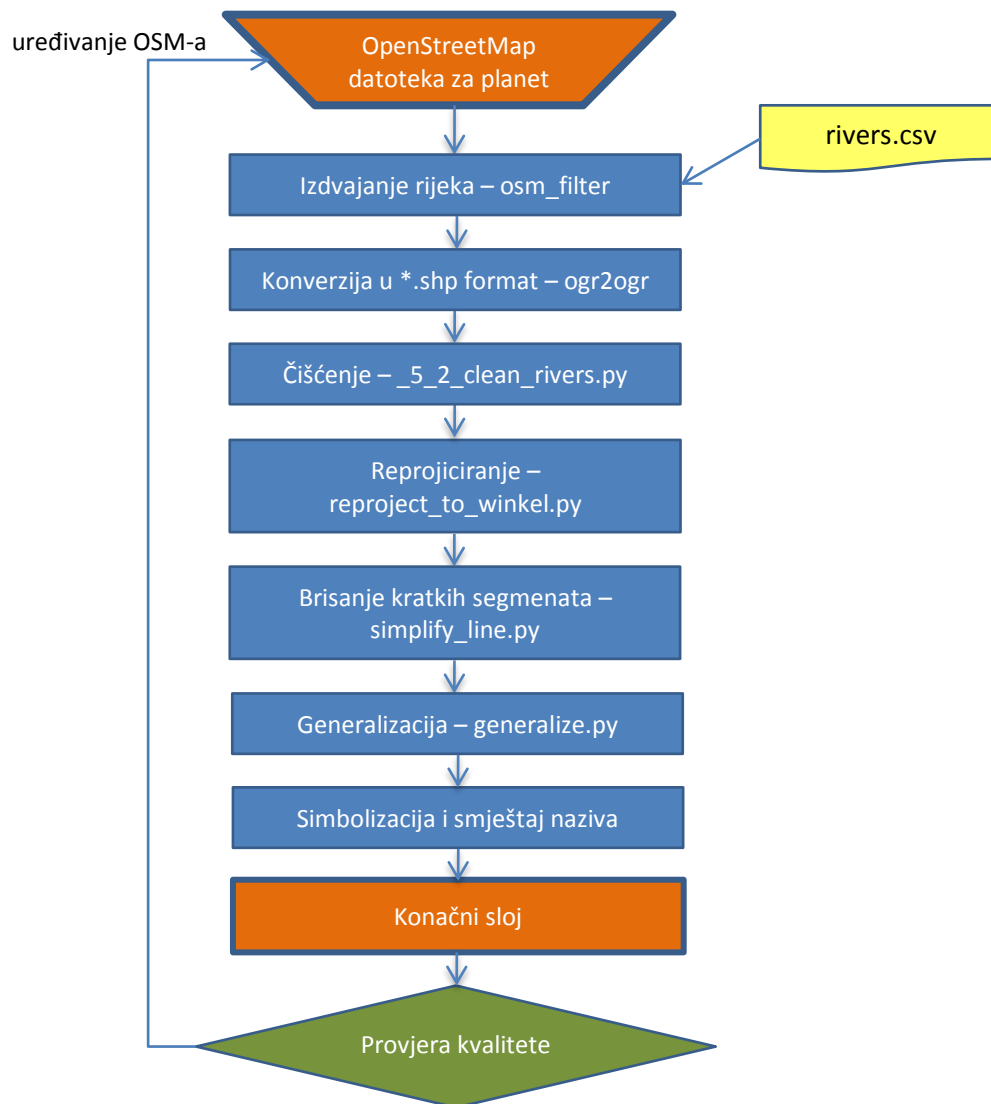 uređivanje OSM-a
OpenStreetMap
datoteka za planet
rivers.csv
Izdvajanje rijeka – osm_filter
Konverzija u *.shp format – ogr2ogr
Čišćenje – _5_2_clean_rivers.py
Reprojiciranje –
reproject_to_winkel.py
Brisanje kratkih segmenata –
simplify_line.py
Generalizacija – generalize.py
Simbolizacija i smještaj naziva
Konačni sloj
Provjera kvalitete